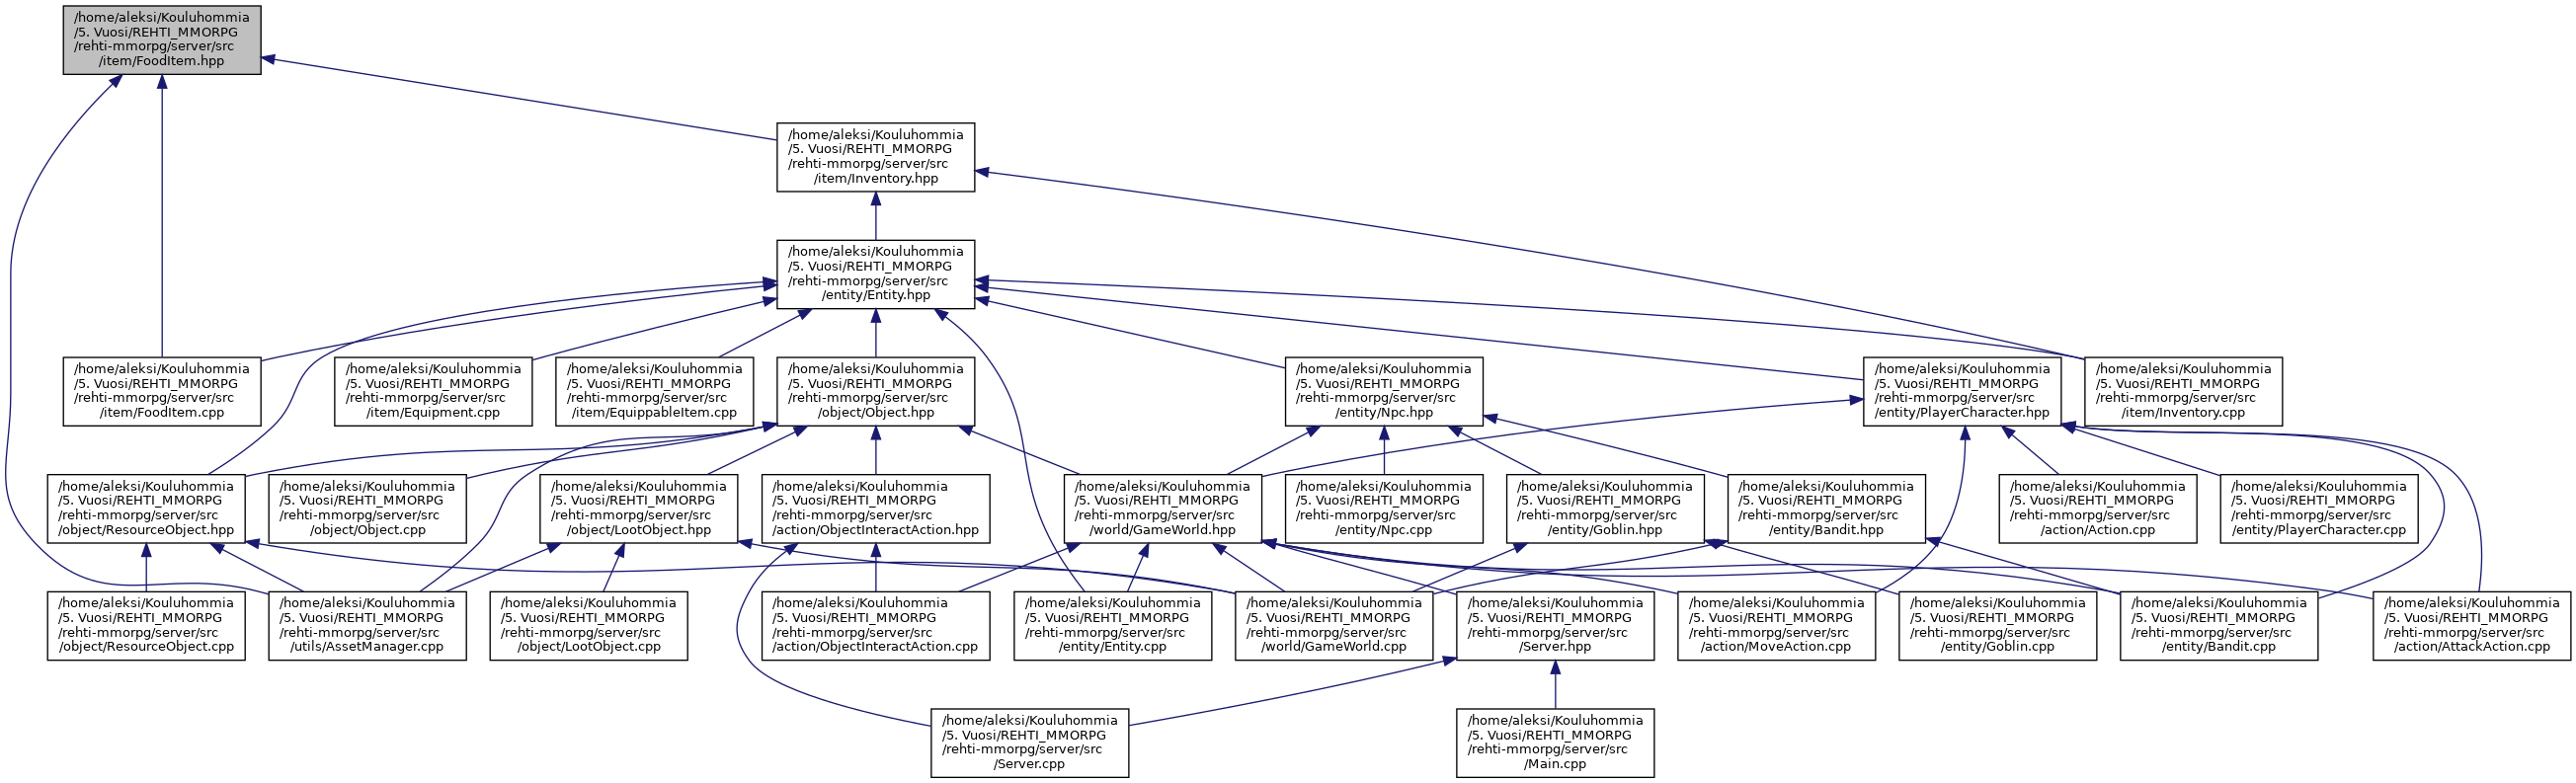 /home/aleksi/Kouluhommia
/5. Vuosi/REHTI_MMORPG
/rehti-mmorpg/server/src
/item/FoodItem.hpp
/home/aleksi/Kouluhommia
/5. Vuosi/REHTI_MMORPG
/rehti-mmorpg/server/src
/item/Inventory.hpp
/home/aleksi/Kouluhommia
/5. Vuosi/REHTI_MMORPG
/rehti-mmorpg/server/src
/entity/Entity.hpp
/home/aleksi/Kouluhommia
/5. Vuosi/REHTI_MMORPG
/rehti-mmorpg/server/src
/item/FoodItem.cpp
/home/aleksi/Kouluhommia
/5. Vuosi/REHTI_MMORPG
/rehti-mmorpg/server/src
/item/Equipment.cpp
/home/aleksi/Kouluhommia
/5. Vuosi/REHTI_MMORPG
/rehti-mmorpg/server/src
/item/EquippableItem.cpp
/home/aleksi/Kouluhommia
/5. Vuosi/REHTI_MMORPG
/rehti-mmorpg/server/src
/object/Object.hpp
/home/aleksi/Kouluhommia
/5. Vuosi/REHTI_MMORPG
/rehti-mmorpg/server/src
/entity/Npc.hpp
/home/aleksi/Kouluhommia
/5. Vuosi/REHTI_MMORPG
/rehti-mmorpg/server/src
/entity/PlayerCharacter.hpp
/home/aleksi/Kouluhommia
/5. Vuosi/REHTI_MMORPG
/rehti-mmorpg/server/src
/item/Inventory.cpp
/home/aleksi/Kouluhommia
/5. Vuosi/REHTI_MMORPG
/rehti-mmorpg/server/src
/object/ResourceObject.hpp
/home/aleksi/Kouluhommia
/5. Vuosi/REHTI_MMORPG
/rehti-mmorpg/server/src
/object/Object.cpp
/home/aleksi/Kouluhommia
/5. Vuosi/REHTI_MMORPG
/rehti-mmorpg/server/src
/object/LootObject.hpp
/home/aleksi/Kouluhommia
/5. Vuosi/REHTI_MMORPG
/rehti-mmorpg/server/src
/action/ObjectInteractAction.hpp
/home/aleksi/Kouluhommia
/5. Vuosi/REHTI_MMORPG
/rehti-mmorpg/server/src
/world/GameWorld.hpp
/home/aleksi/Kouluhommia
/5. Vuosi/REHTI_MMORPG
/rehti-mmorpg/server/src
/entity/Npc.cpp
/home/aleksi/Kouluhommia
/5. Vuosi/REHTI_MMORPG
/rehti-mmorpg/server/src
/entity/Goblin.hpp
/home/aleksi/Kouluhommia
/5. Vuosi/REHTI_MMORPG
/rehti-mmorpg/server/src
/entity/Bandit.hpp
/home/aleksi/Kouluhommia
/5. Vuosi/REHTI_MMORPG
/rehti-mmorpg/server/src
/action/Action.cpp
/home/aleksi/Kouluhommia
/5. Vuosi/REHTI_MMORPG
/rehti-mmorpg/server/src
/entity/PlayerCharacter.cpp
/home/aleksi/Kouluhommia
/5. Vuosi/REHTI_MMORPG
/rehti-mmorpg/server/src
/object/ResourceObject.cpp
/home/aleksi/Kouluhommia
/5. Vuosi/REHTI_MMORPG
/rehti-mmorpg/server/src
/utils/AssetManager.cpp
/home/aleksi/Kouluhommia
/5. Vuosi/REHTI_MMORPG
/rehti-mmorpg/server/src
/object/LootObject.cpp
/home/aleksi/Kouluhommia
/5. Vuosi/REHTI_MMORPG
/rehti-mmorpg/server/src
/action/ObjectInteractAction.cpp
/home/aleksi/Kouluhommia
/5. Vuosi/REHTI_MMORPG
/rehti-mmorpg/server/src
/entity/Entity.cpp
/home/aleksi/Kouluhommia
/5. Vuosi/REHTI_MMORPG
/rehti-mmorpg/server/src
/world/GameWorld.cpp
/home/aleksi/Kouluhommia
/5. Vuosi/REHTI_MMORPG
/rehti-mmorpg/server/src
/Server.hpp
/home/aleksi/Kouluhommia
/5. Vuosi/REHTI_MMORPG
/rehti-mmorpg/server/src
/action/MoveAction.cpp
/home/aleksi/Kouluhommia
/5. Vuosi/REHTI_MMORPG
/rehti-mmorpg/server/src
/entity/Goblin.cpp
/home/aleksi/Kouluhommia
/5. Vuosi/REHTI_MMORPG
/rehti-mmorpg/server/src
/entity/Bandit.cpp
/home/aleksi/Kouluhommia
/5. Vuosi/REHTI_MMORPG
/rehti-mmorpg/server/src
/action/AttackAction.cpp
/home/aleksi/Kouluhommia
/5. Vuosi/REHTI_MMORPG
/rehti-mmorpg/server/src
/Server.cpp
/home/aleksi/Kouluhommia
/5. Vuosi/REHTI_MMORPG
/rehti-mmorpg/server/src
/Main.cpp